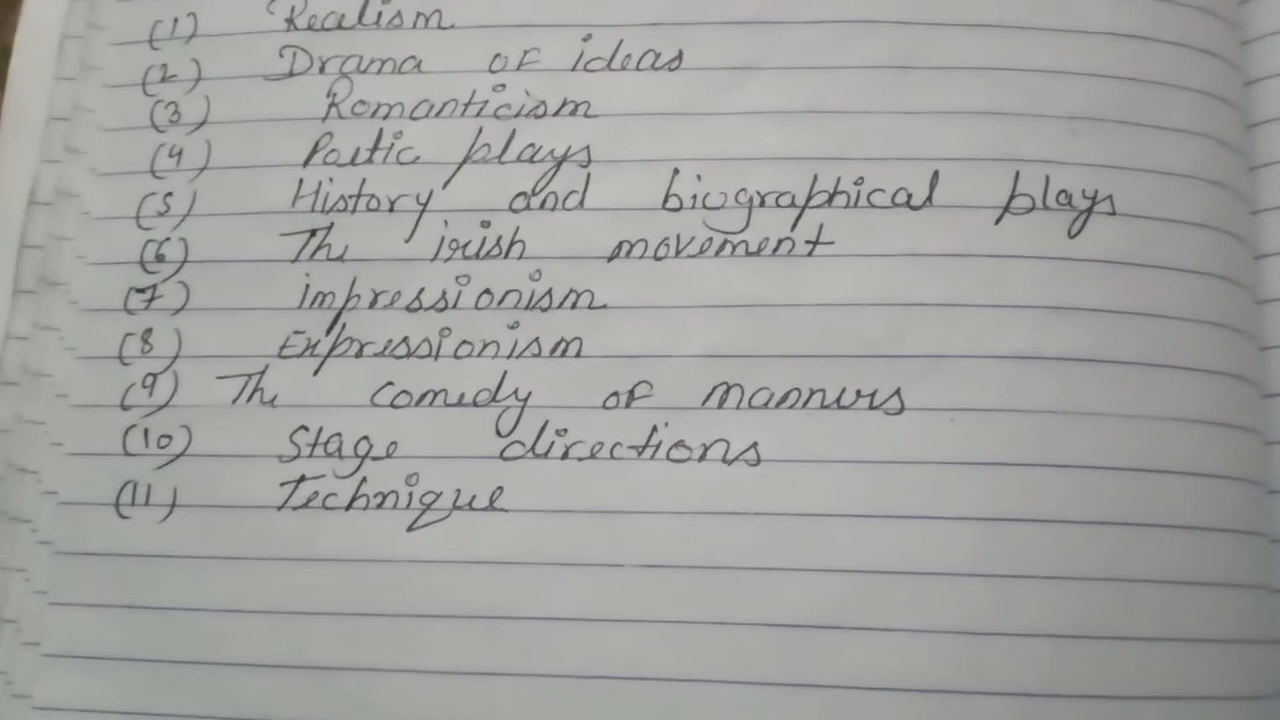 (1) Realism
(2) Drama of ideas
(3) Romanticism
(4) Poetic plays
(5) History and biographical plays
(6) The irish movement
(7) impressionism
(8) Expressionism
(9) The comedy of manners
(10) Stage directions
(11) Technique